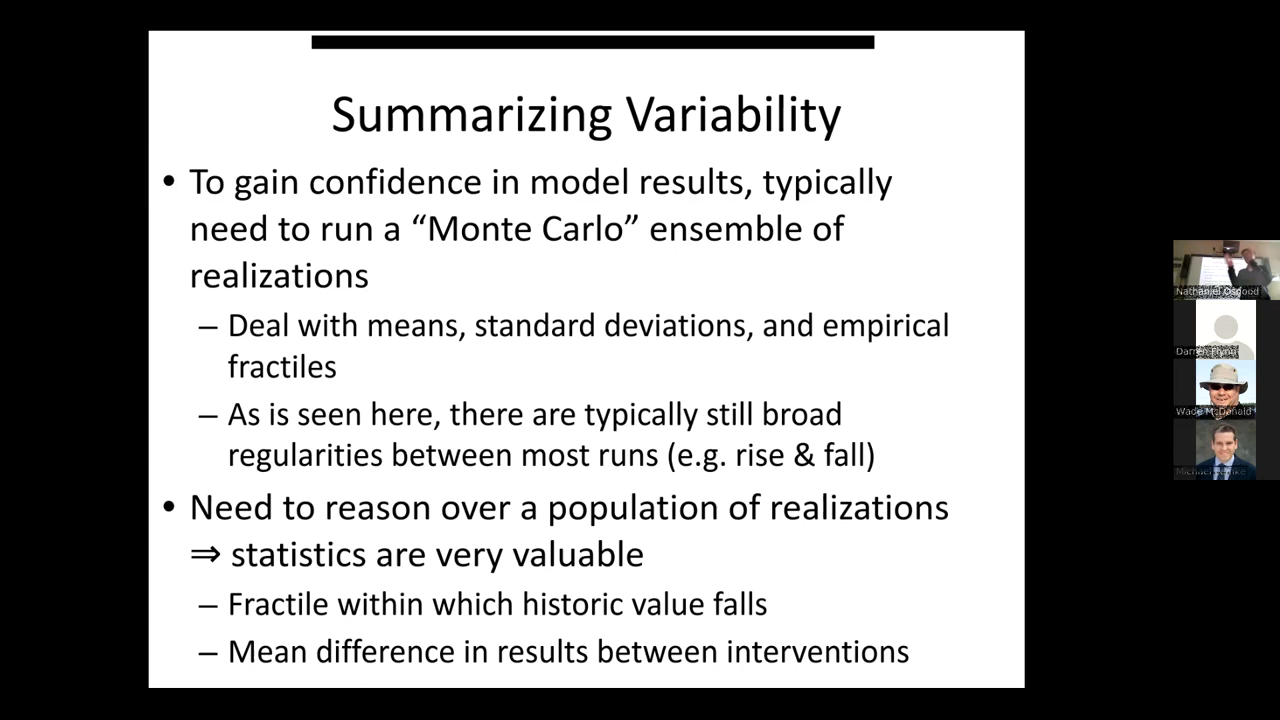 Summarizing Variability
• To gain confidence in model results, typically
need to run a “Monte Carlo” ensemble of
realizations
– Deal with means, standard deviations, and empirical
fractiles
– As is seen here, there are typically still broad
regularities between most runs (e.g. rise & fall)
• Need to reason over a population of realizations
⇒ statistics are very valuable
– Fractile within which historic value falls
– Mean difference in results between interventions
Nathaniel Osgood
Wade McDonald